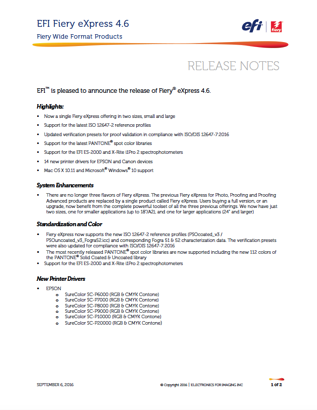 EFI Fiery eXpress 4.6
Fiery Wide Format Products
efi
RELEASE NOTES
EFI™ is pleased to announce the release of Fiery® eXpress 4.6.
Highlights:
• Now a single Fiery eXpress offering in two sizes, small and large
• Support for the latest ISO 12647-2 reference profiles
• Updated verification presets for proof validation in compliance with ISO/DIS 12647-7:2016
• Support for the latest PANTONE® spot color libraries
• Support for the EFI ES-2000 and X-Rite i1Pro 2 spectrophotometers
• 14 new printer drivers for EPSON and Canon devices
• Mac OS X 10.11 and Microsoft® Windows® 10 support
System Enhancements
• There are no longer three flavors of Fiery eXpress. The previous Fiery eXpress for Photo, Proofing and Proofing
Advanced products are replaced by a single product called Fiery eXpress. Users buying a full version, or an
upgrade, now benefit from the complete powerful toolset of all the three previous offerings. We now have just
two sizes, one for smaller applications (up to 18"/A2), and one for larger applications (24" and larger)
Standardization and Color
• Fiery eXpress now supports the new ISO 12647-2 reference profiles (PSOcoated_v3 /
PSOuncoated_v3_Fogra52.icc) and corresponding Fogra 51 & 52 characterization data. The verification presets
were also updated for compliance with ISO/DIS 12647-7:2016
• The most recently released PANTONE® spot color libraries are now supported including the new 112 colors of
the PANTONE® Solid Coated & Uncoated library
• Support for the EFI ES-2000 and X-Rite i1Pro 2 spectrophotometers
New Printer Drivers
• EPSON
o SureColor SC-P6000 (RGB & CMYK Contone)
o SureColor SC-P7000 (RGB & CMYK Contone)
o SureColor SC-P8000 (RGB & CMYK Contone)
o SureColor SC-P9000 (RGB & CMYK Contone)
o SureColor SC-P10000 (RGB & CMYK Contone)
o SureColor SC-P20000 (RGB & CMYK Contone)
SEPTEMBER 6, 2016
© Copyright 2016 | ELECTRONICS FOR IMAGING INC
1 of 2